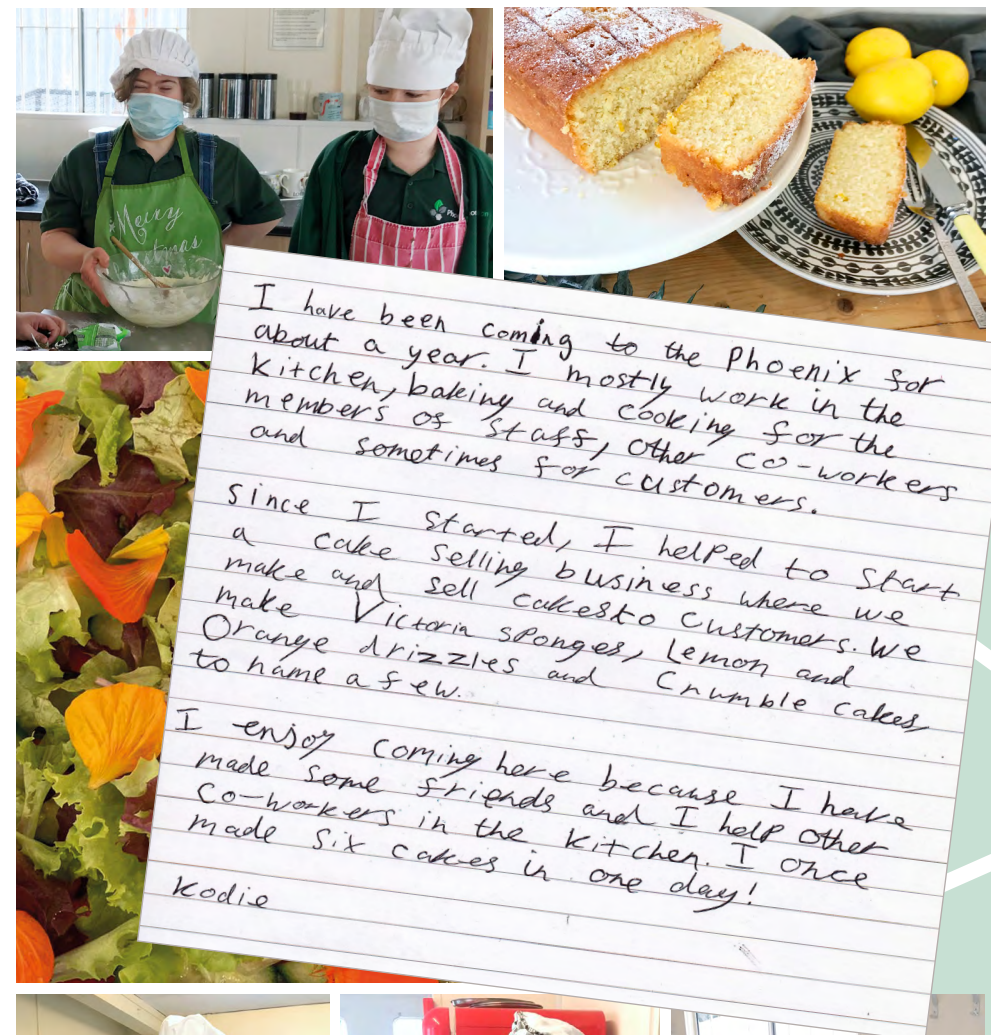 Merry
I have been coming to the Phoenix for
about a year. I mostly work in the
kitchen, baking and cooking for the
members of staff, other co-workers
and sometimes for customers.
since I started, I helped to start
a cake selling business where we
make and sell cakes to customers. We
make Victoria sponges, Lemon and
Orange drizzles and Crumble cakes,
to name a few.
I enjoy coming here because I have
made some friends and I help other
co-workers in the kitchen. I once
made six cakes in one day!
Kodie